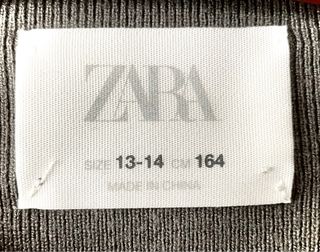 ZARA
SIZE 13-14 CM 164
MADE IN CHINA